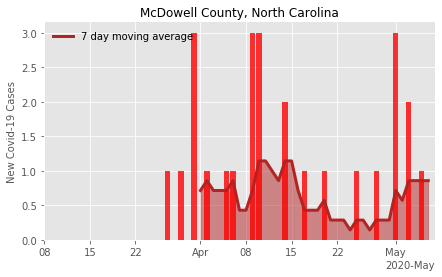 McDowell County, North Carolina
7 day moving average
New Covid-19 Cases
3.0
2.5
2.0
1.5
1.0
0.5
0.0
08 15 22 Apr 08 15 22 May
2020-May